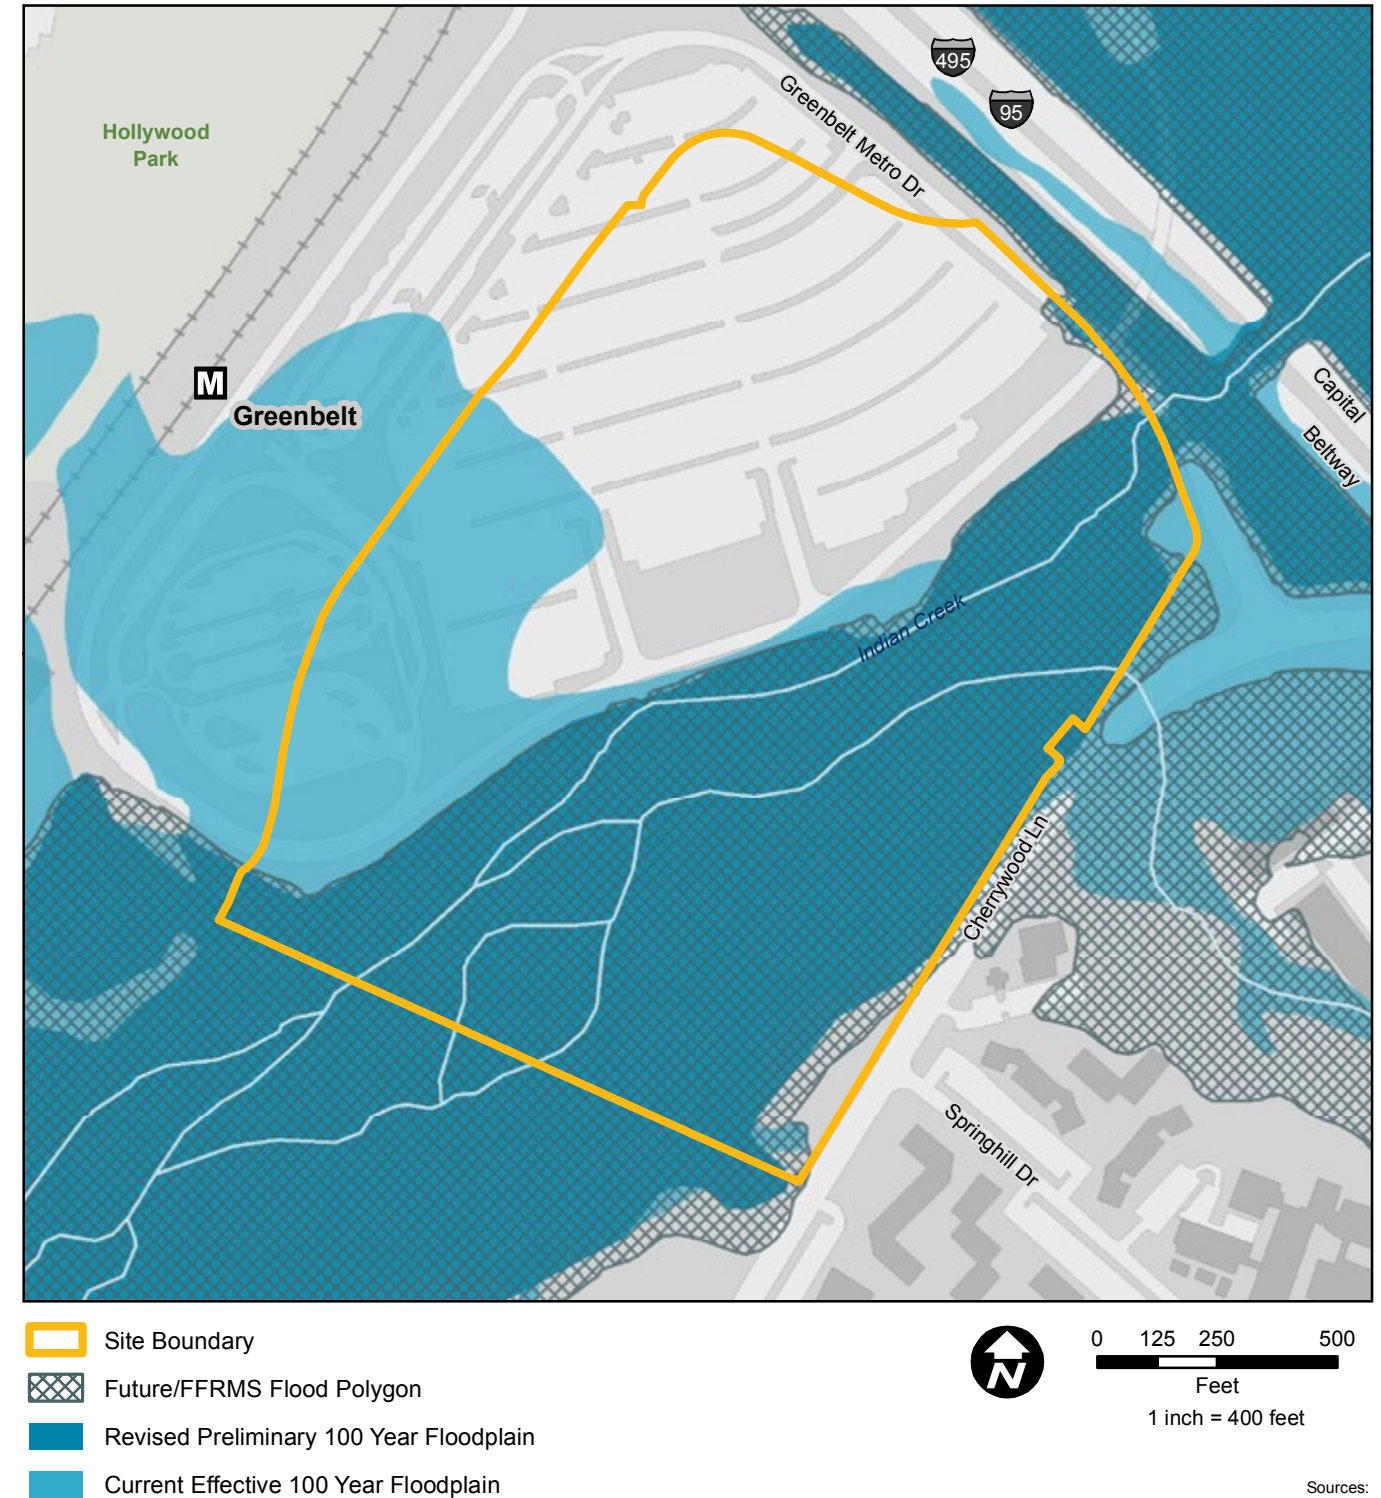 495
95
Greenbelt Metro Dr
Hollywood
Park
M
Greenbelt
Capital
Beltway
Indian Creek
Cherrywood Ln
Springhill Dr
Site Boundary
Future/FFRMS Flood Polygon
Revised Preliminary 100 Year Floodplain
Current Effective 100 Year Floodplain
N
0 125 250 500
Feet
1 inch = 400 feet
Sources: